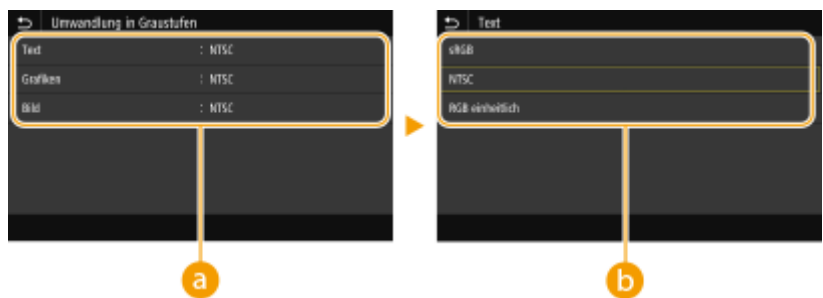 Umwandlung in Graustufen
Text : NTSC
Grafiken : NTSC
Bild : NTSC
a
Text
sRGB
NTSC
RGB einheitlich
b